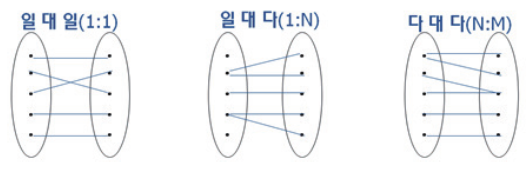 일 대 일(1:1)
일 대 다(1:N)
다 대 다(N:M)